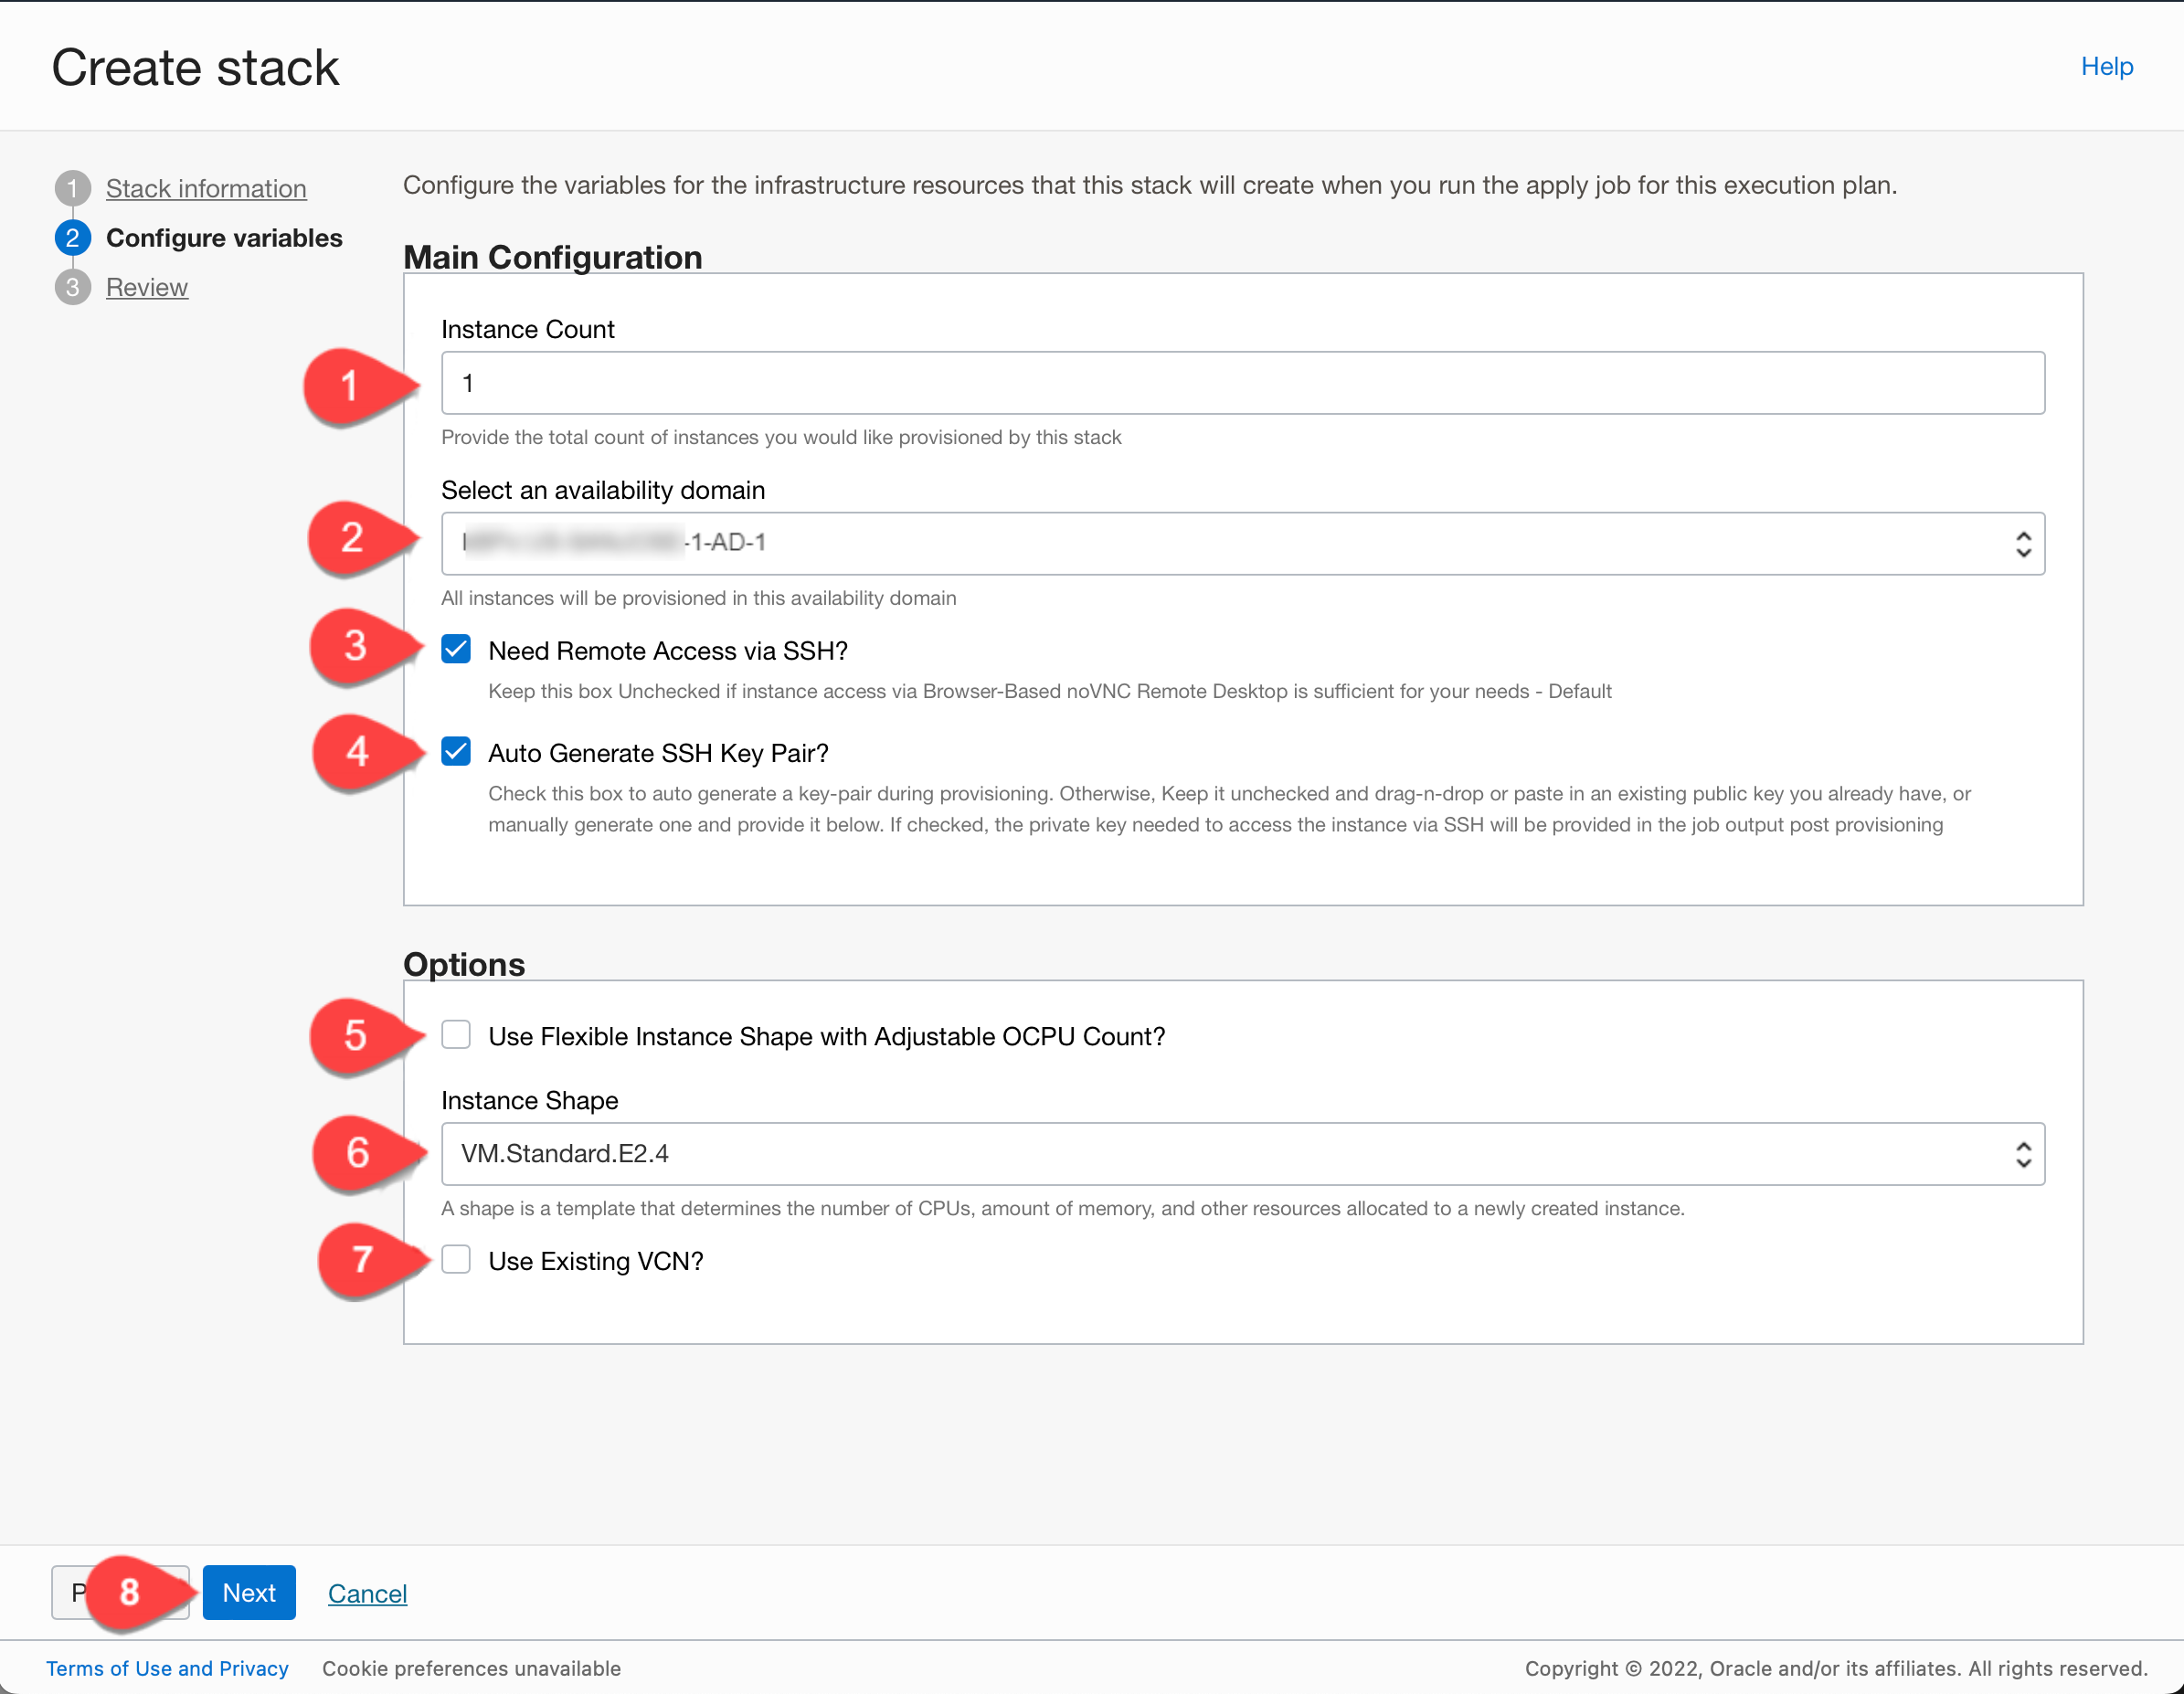 Create stack
Help
1 Stack information
2 Configure variables
3 Review
Configure the variables for the infrastructure resources that this stack will create when you run the apply job for this execution plan.
Main Configuration
Instance Count
1
1
Provide the total count of instances you would like provisioned by this stack
Select an availability domain
2
-1-AD-1
All instances will be provisioned in this availability domain
3
Need Remote Access via SSH?
Keep this box Unchecked if instance access via Browser-Based noVNC Remote Desktop is sufficient for your needs - Default
4
Auto Generate SSH Key Pair?
Check this box to auto generate a key-pair during provisioning. Otherwise, Keep it unchecked and drag-n-drop or paste in an existing public key you already have, or
manually generate one and provide it below. If checked, the private key needed to access the instance via SSH will be provided in the job output post provisioning
Options
5
Use Flexible Instance Shape with Adjustable OCPU Count?
Instance Shape
6
VM.Standard.E2.4
A shape is a template that determines the number of CPUs, amount of memory, and other resources allocated to a newly created instance.
7
Use Existing VCN?
8
Next
Cancel
Terms of Use and Privacy
Cookie preferences unavailable
Copyright © 2022, Oracle and/or its affiliates. All rights reserved.